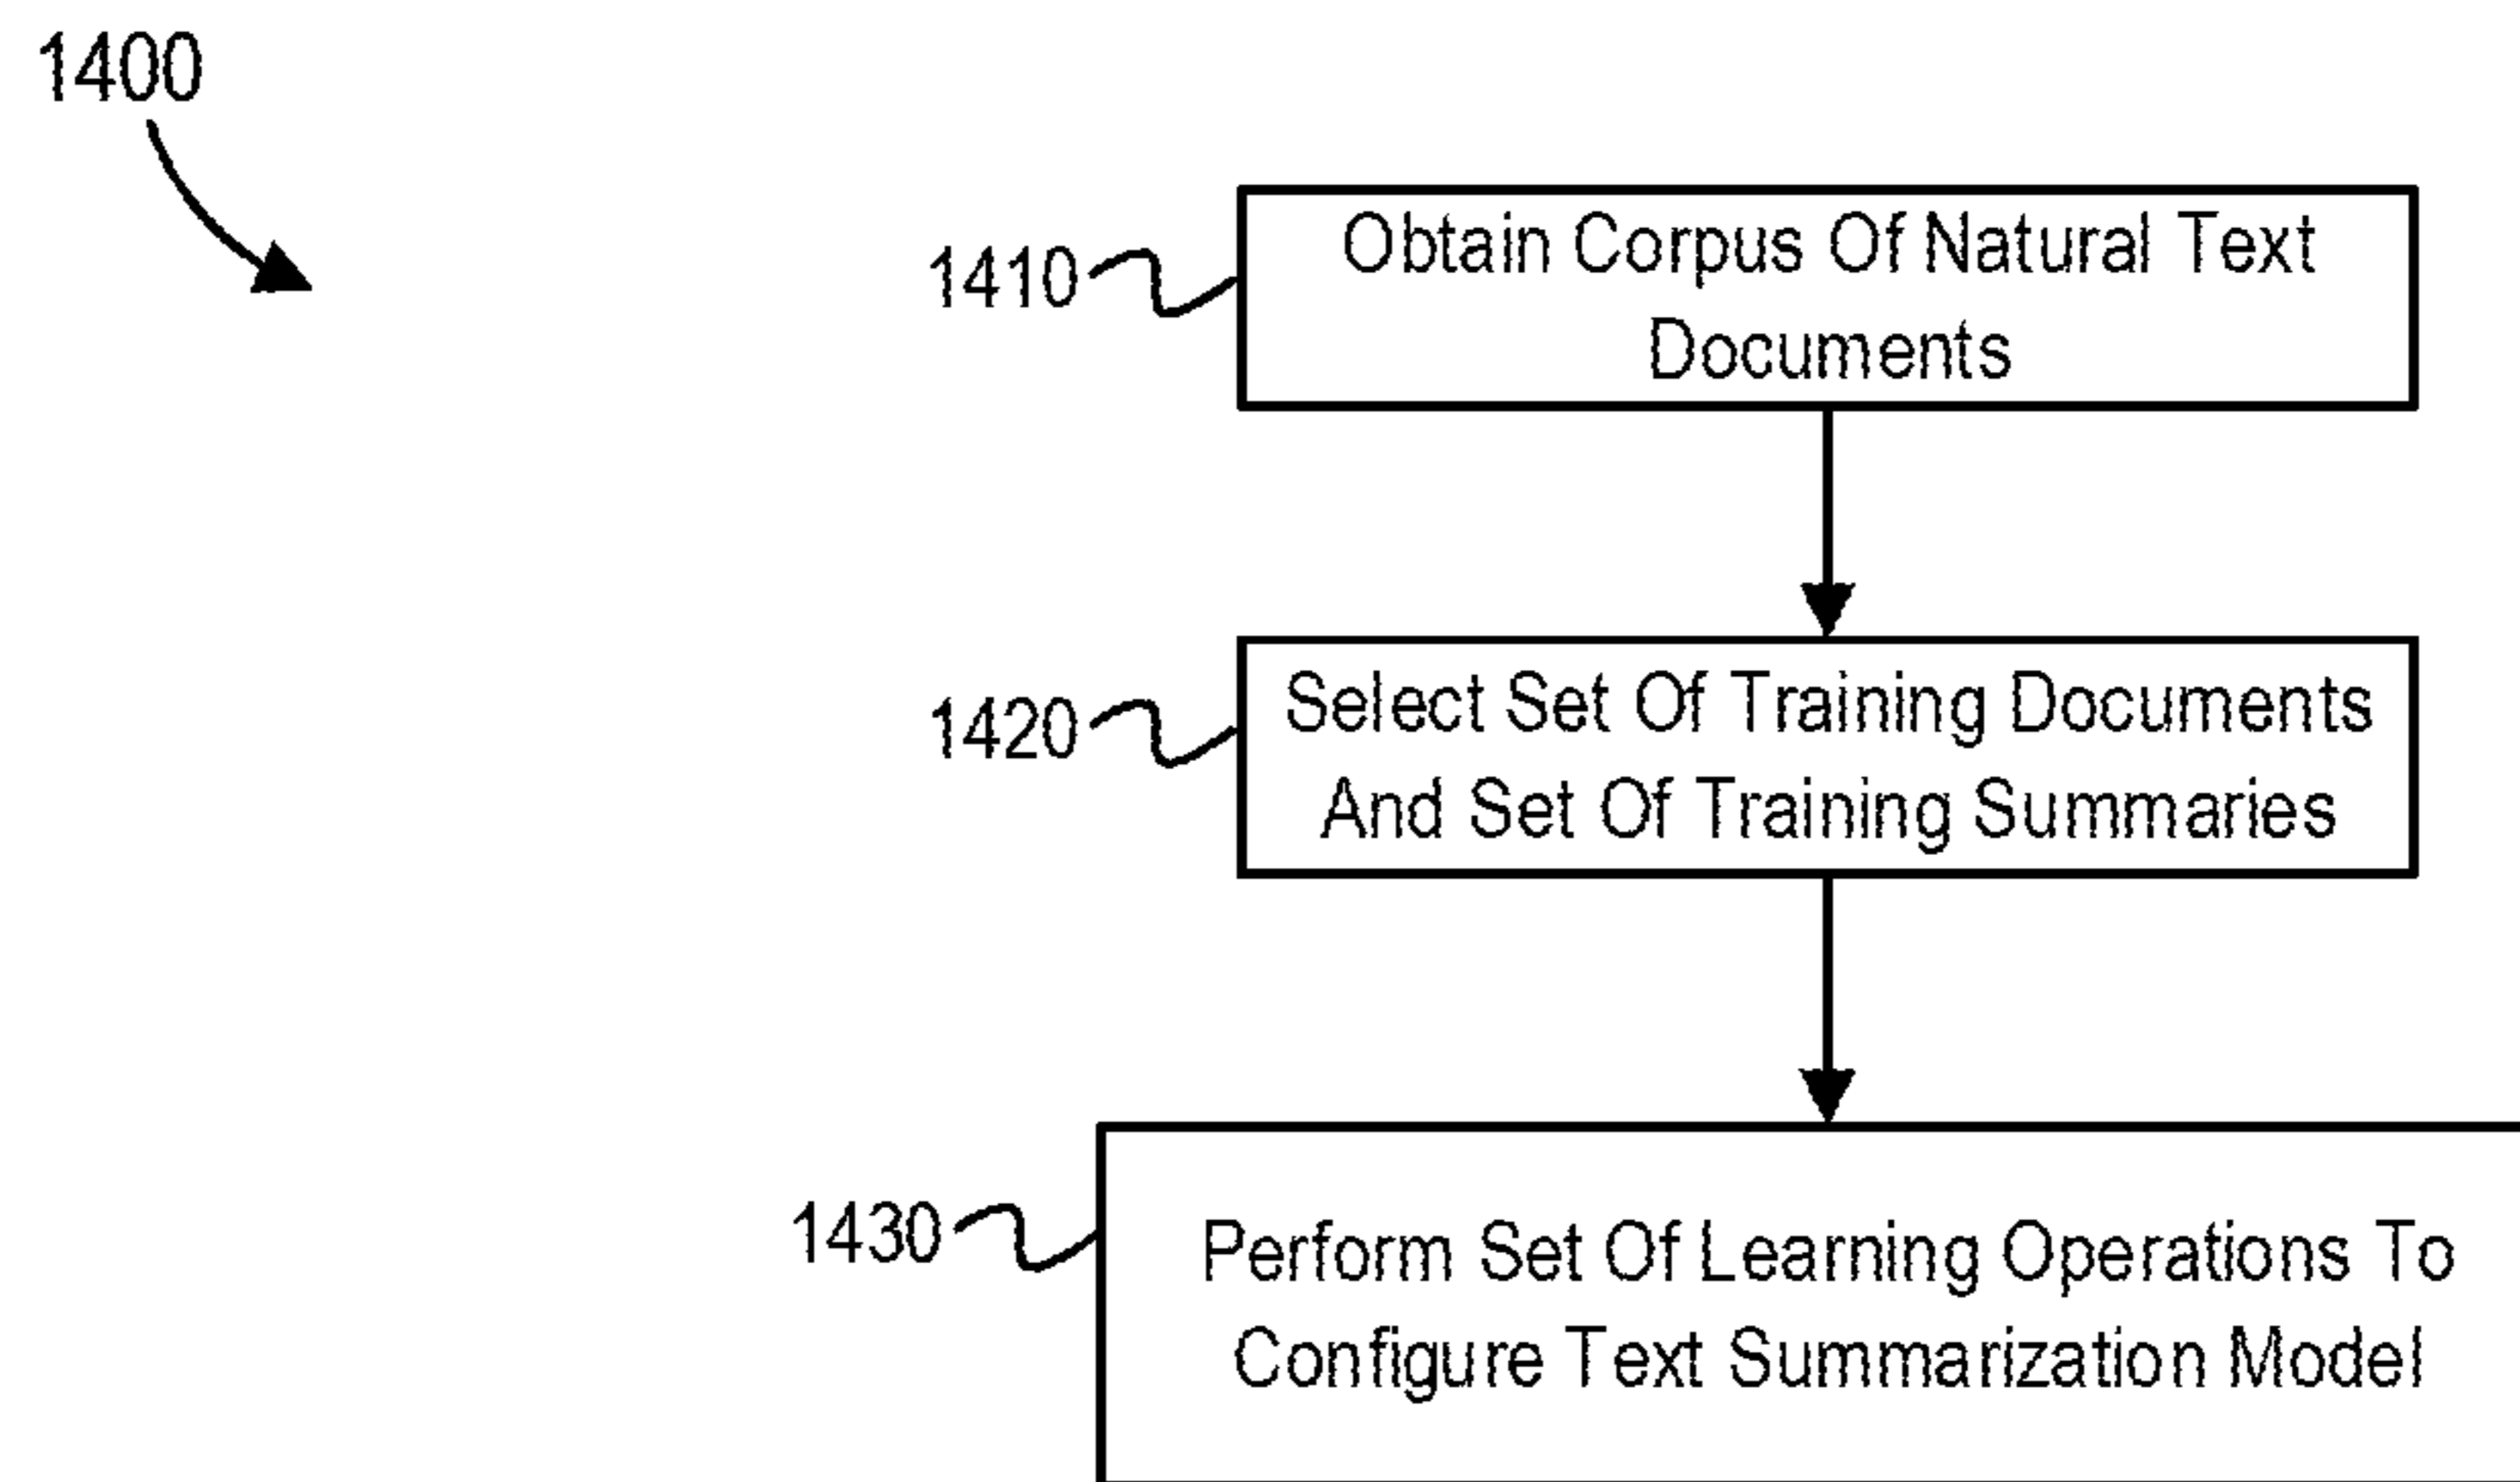 1400
1410
Obtain Corpus Of Natural Text
Documents
1420
Select Set Of Training Documents
And Set Of Training Summaries
1430
Perform Set Of Learning Operations To
Configure Text Summarization Model